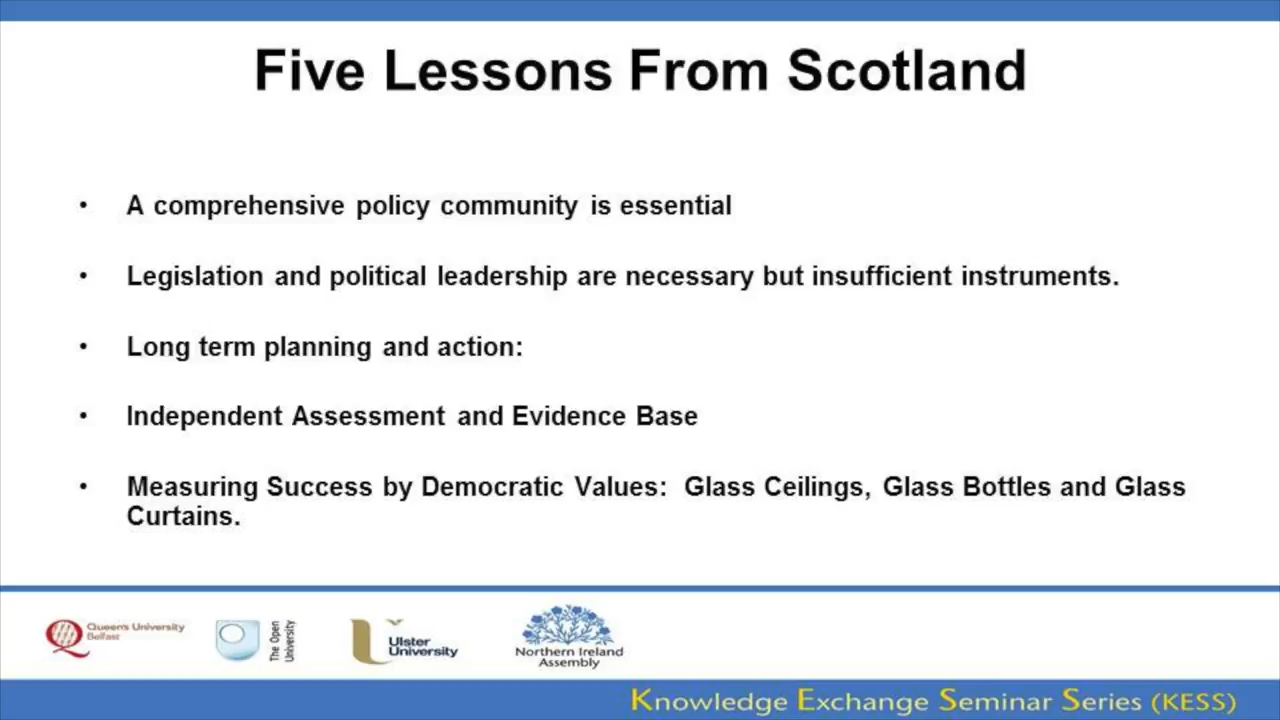 Five Lessons From Scotland
• A comprehensive policy community is essential
• Legislation and political leadership are necessary but insufficient instruments.
• Long term planning and action:
• Independent Assessment and Evidence Base
• Measuring Success by Democratic Values: Glass Ceilings, Glass Bottles and Glass
Curtains.
Queen's University
Belfast
The Open
University
Ulster
University
Northern Ireland
Assembly
Knowledge Exchange Seminar Series (KESS)